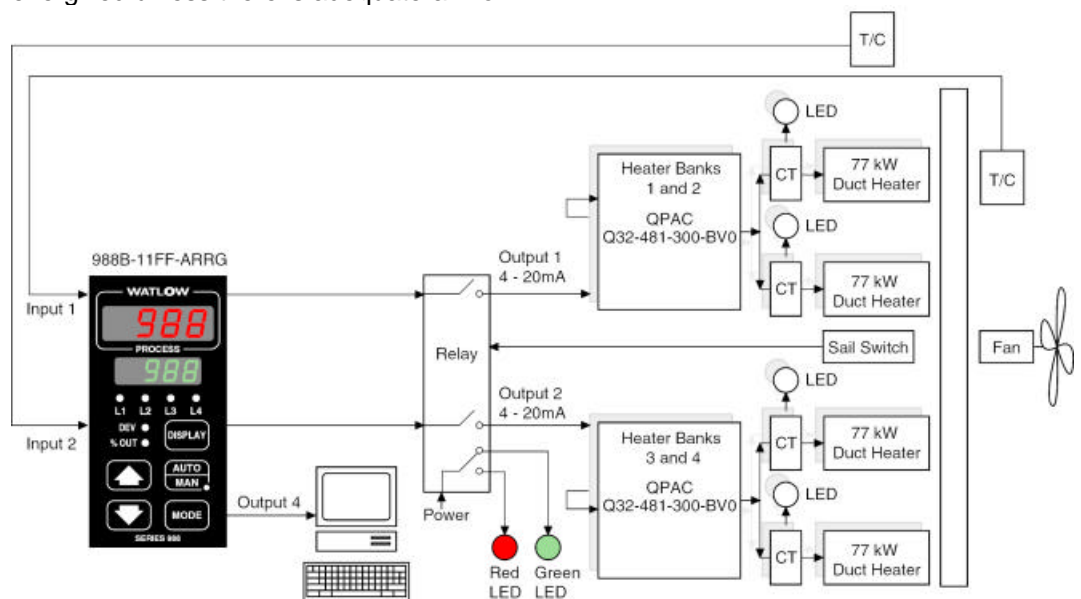 T/C
LED
Heater Banks
1 and 2
QPAC
Q32-481-300-BV0
CT
77 kW
Duct Heater
T/C
LED
988B-11FF-ARRG
Output 1
4 - 20mA
CT
77 kW
Duct Heater
Input 1
WATLOW
988
PROCESS
988
Relay
Sail Switch
Fan
L1 L2 L3 L4
DEV
% OUT
DISPLAY
Output 2
4 - 20mA
LED
Input 2
Heater Banks
3 and 4
QPAC
Q32-481-300-BV0
CT
77 kW
Duct Heater
AUTO
MAN
MODE
SERIES 988
Output 4
Power
LED
CT
77 kW
Duct Heater
Red
LED
Green
LED